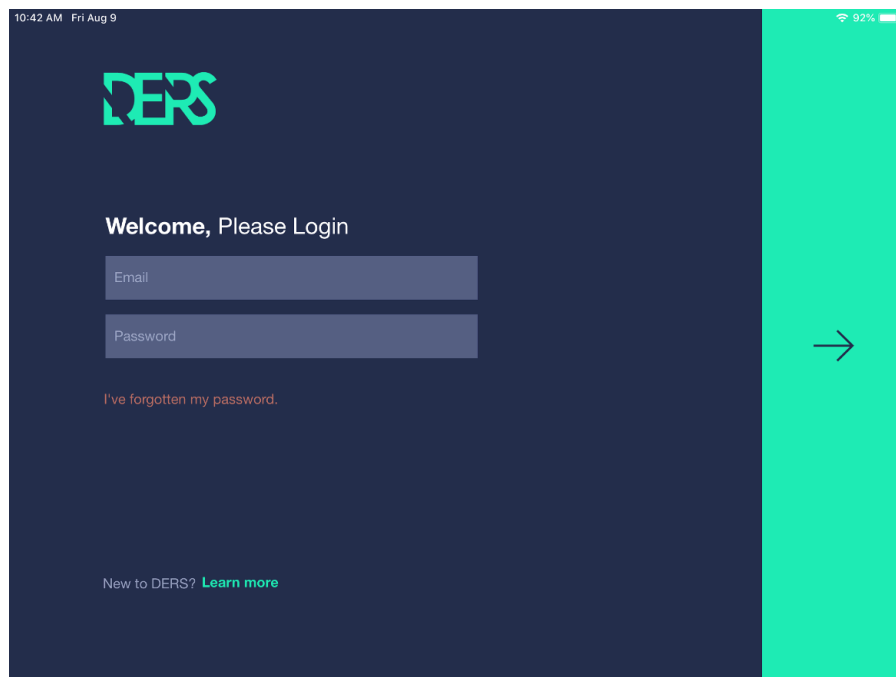 10:42 AM Fri Aug 9 92%
DERS
Welcome, Please Login
Email
Password
I've forgotten my password.
New to DERS? Learn more